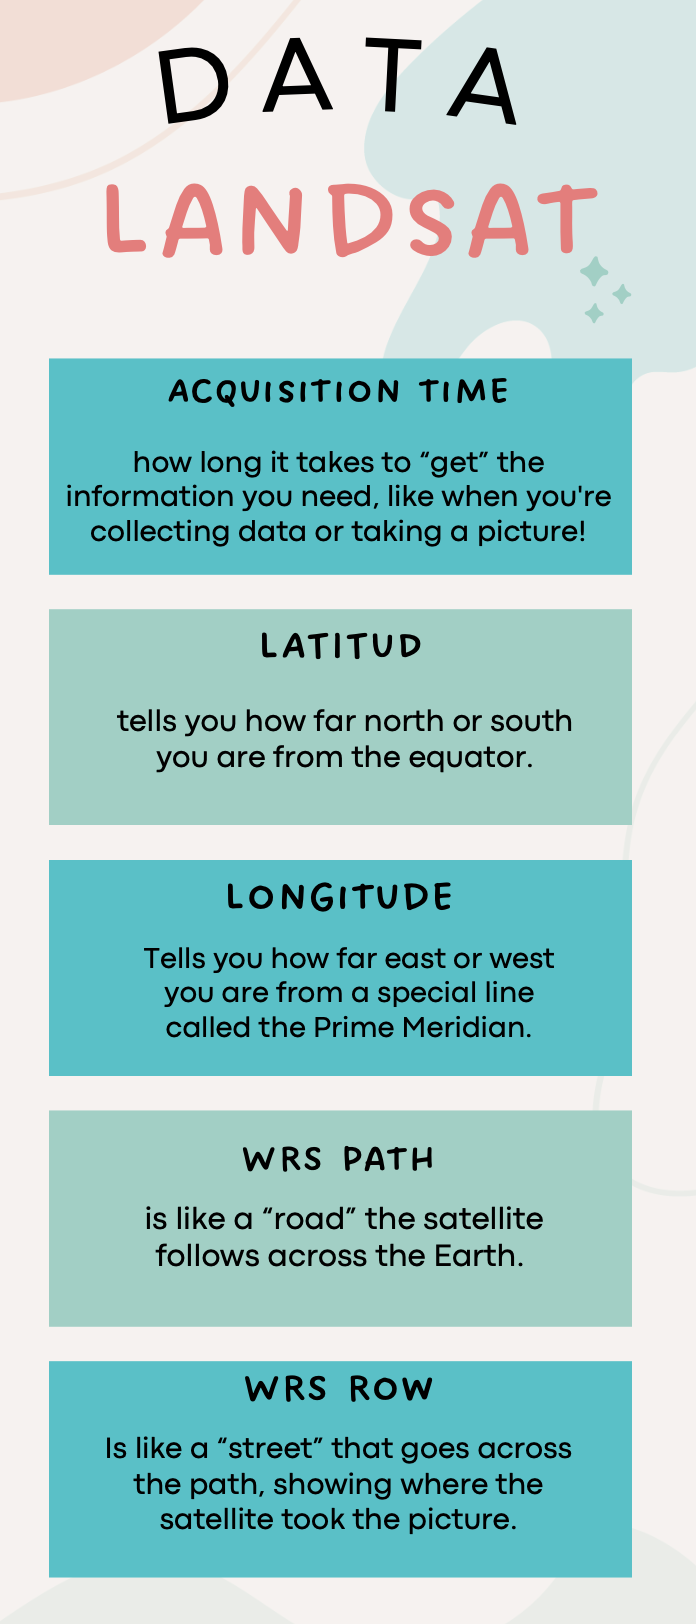 DATA
LANDSAT
ACQUISITION TIME
how long it takes to “get” the
information you need, like when you're
collecting data or taking a picture!
LATITUD
tells you how far north or south
you are from the equator.
LONGITUDE
Tells you how far east or west
you are from a special line
called the Prime Meridian.
WRS PATH
is like a “road” the satellite
follows across the Earth.
WRS ROW
Is like a “street” that goes across
the path, showing where the
satellite took the picture.